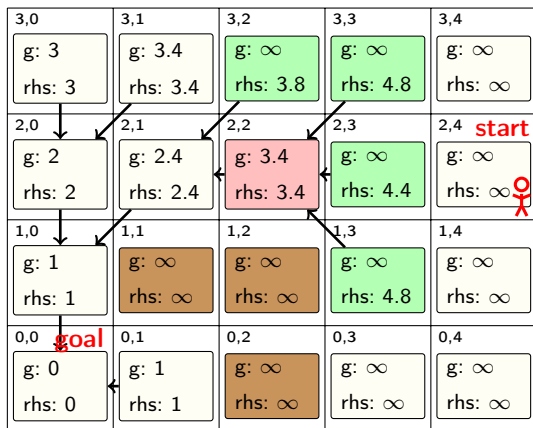 3,0 3,1 3,2 3,3 3,4
g: 3 g: 3.4 g: ∞ g: ∞ g: ∞
rhs: 3 rhs: 3.4 rhs: 3.8 rhs: 4.8 rhs: ∞
2,0 2,1 2,2 2,3 2,4 start
g: 2 g: 2.4 g: 3.4 g: ∞ g: ∞
rhs: 2 rhs: 2.4 rhs: 3.4 rhs: 4.4 rhs: ∞
1,0 1,1 1,2 1,3 1,4
g: 1 g: ∞ g: ∞ g: ∞ g: ∞
rhs: 1 rhs: ∞ rhs: ∞ rhs: 4.8 rhs: ∞
0,0 goal 0,1 0,2 0,3 0,4
g: 0 g: 1 g: ∞ g: ∞ g: ∞
rhs: 0 rhs: 1 rhs: ∞ rhs: ∞ rhs: ∞